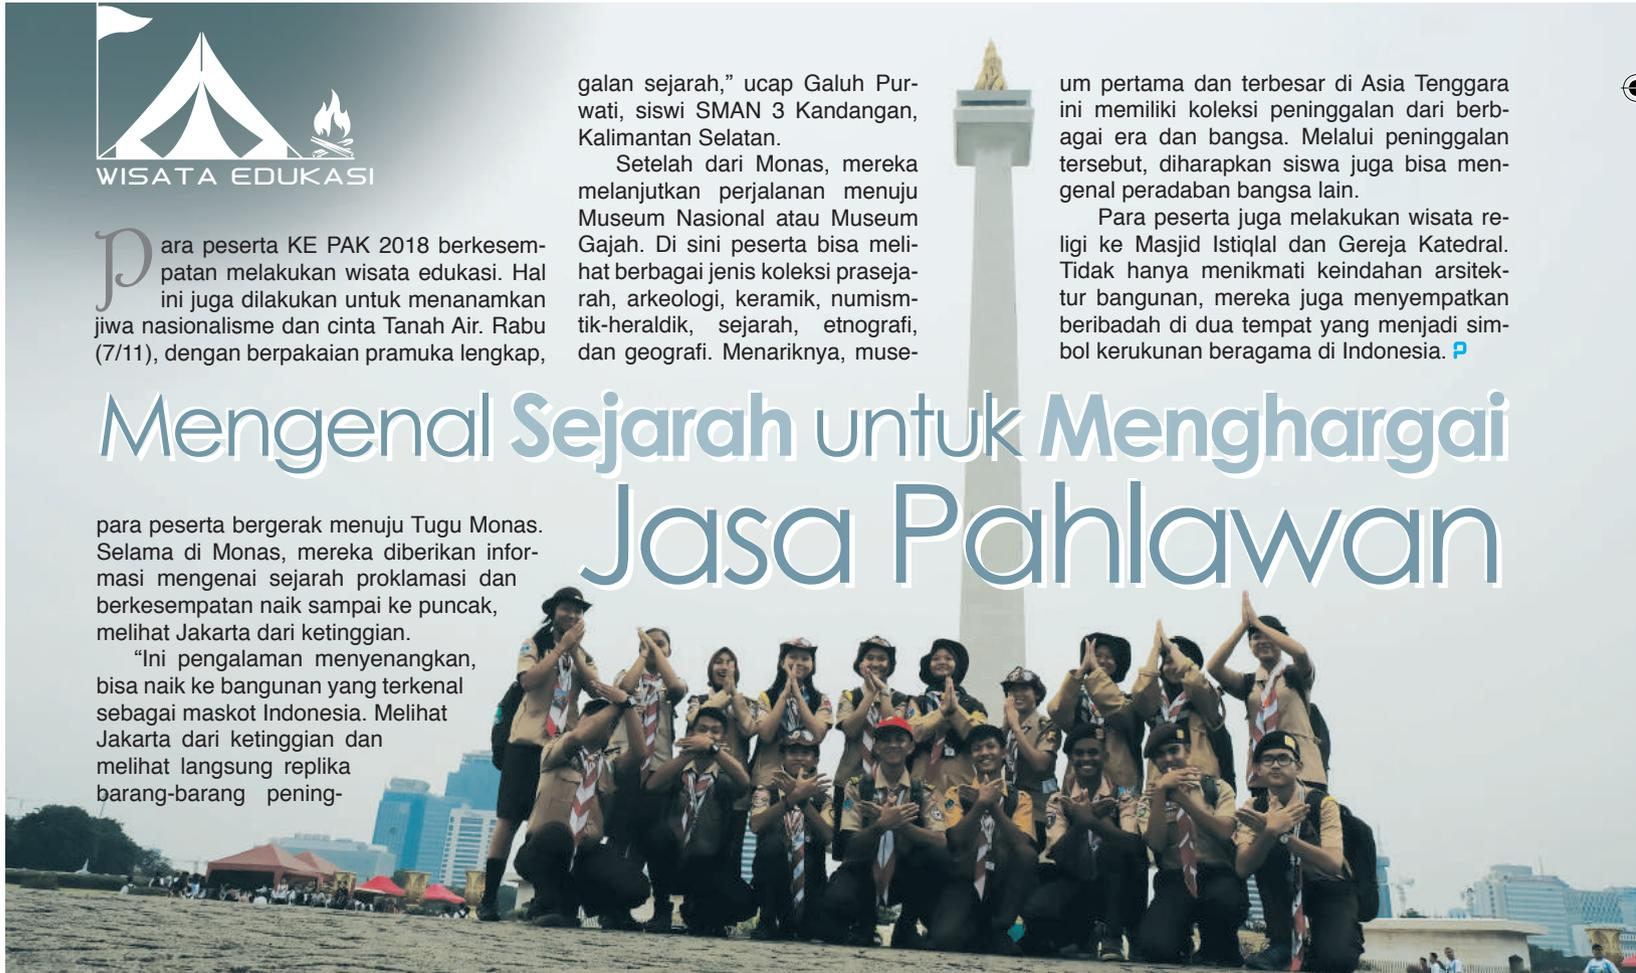 WISATA EDUKASI
Mengenal Sejarah untuk Menghargai
Jasa Pahlawan
Para peserta KE PAK 2018 berkesem-
patan melakukan wisata edukasi. Hal
ini juga dilakukan untuk menanamkan
jiwa nasionalisme dan cinta Tanah Air. Rabu
(7/11), dengan berpakaian pramuka lengkap,
para peserta bergerak menuju Tugu Monas.
Selama di Monas, mereka diberikan infor-
masi mengenai sejarah proklamasi dan
berkesempatan naik sampai ke puncak,
melihat Jakarta dari ketinggian.
“Ini pengalaman menyenangkan,
bisa naik ke bangunan yang terkenal
sebagai maskot Indonesia. Melihat
Jakarta dari ketinggian dan
melihat langsung replika
barang-barang pening-
galan sejarah,” ucap Galuh Pur-
wati, siswi SMAN 3 Kandangan,
Kalimantan Selatan.
Setelah dari Monas, mereka
melanjutkan perjalanan menuju
Museum Nasional atau Museum
Gajah. Di sini peserta bisa meli-
hat berbagai jenis koleksi praseja-
rah, arkeologi, keramik, numism-
tik-heraldik, sejarah, etnografi,
dan geografi. Menariknya, muse-
um pertama dan terbesar di Asia Tenggara
ini memiliki koleksi peninggalan dari berb-
agai era dan bangsa. Melalui peninggalan
tersebut, diharapkan siswa juga bisa men-
genal peradaban bangsa lain.
Para peserta juga melakukan wisata re-
ligi ke Masjid Istiqlal dan Gereja Katedral.
Tidak hanya menikmati keindahan arsitek-
tur bangunan, mereka juga menyempatkan
beribadah di dua tempat yang menjadi sim-
bol kerukunan beragama di Indonesia.